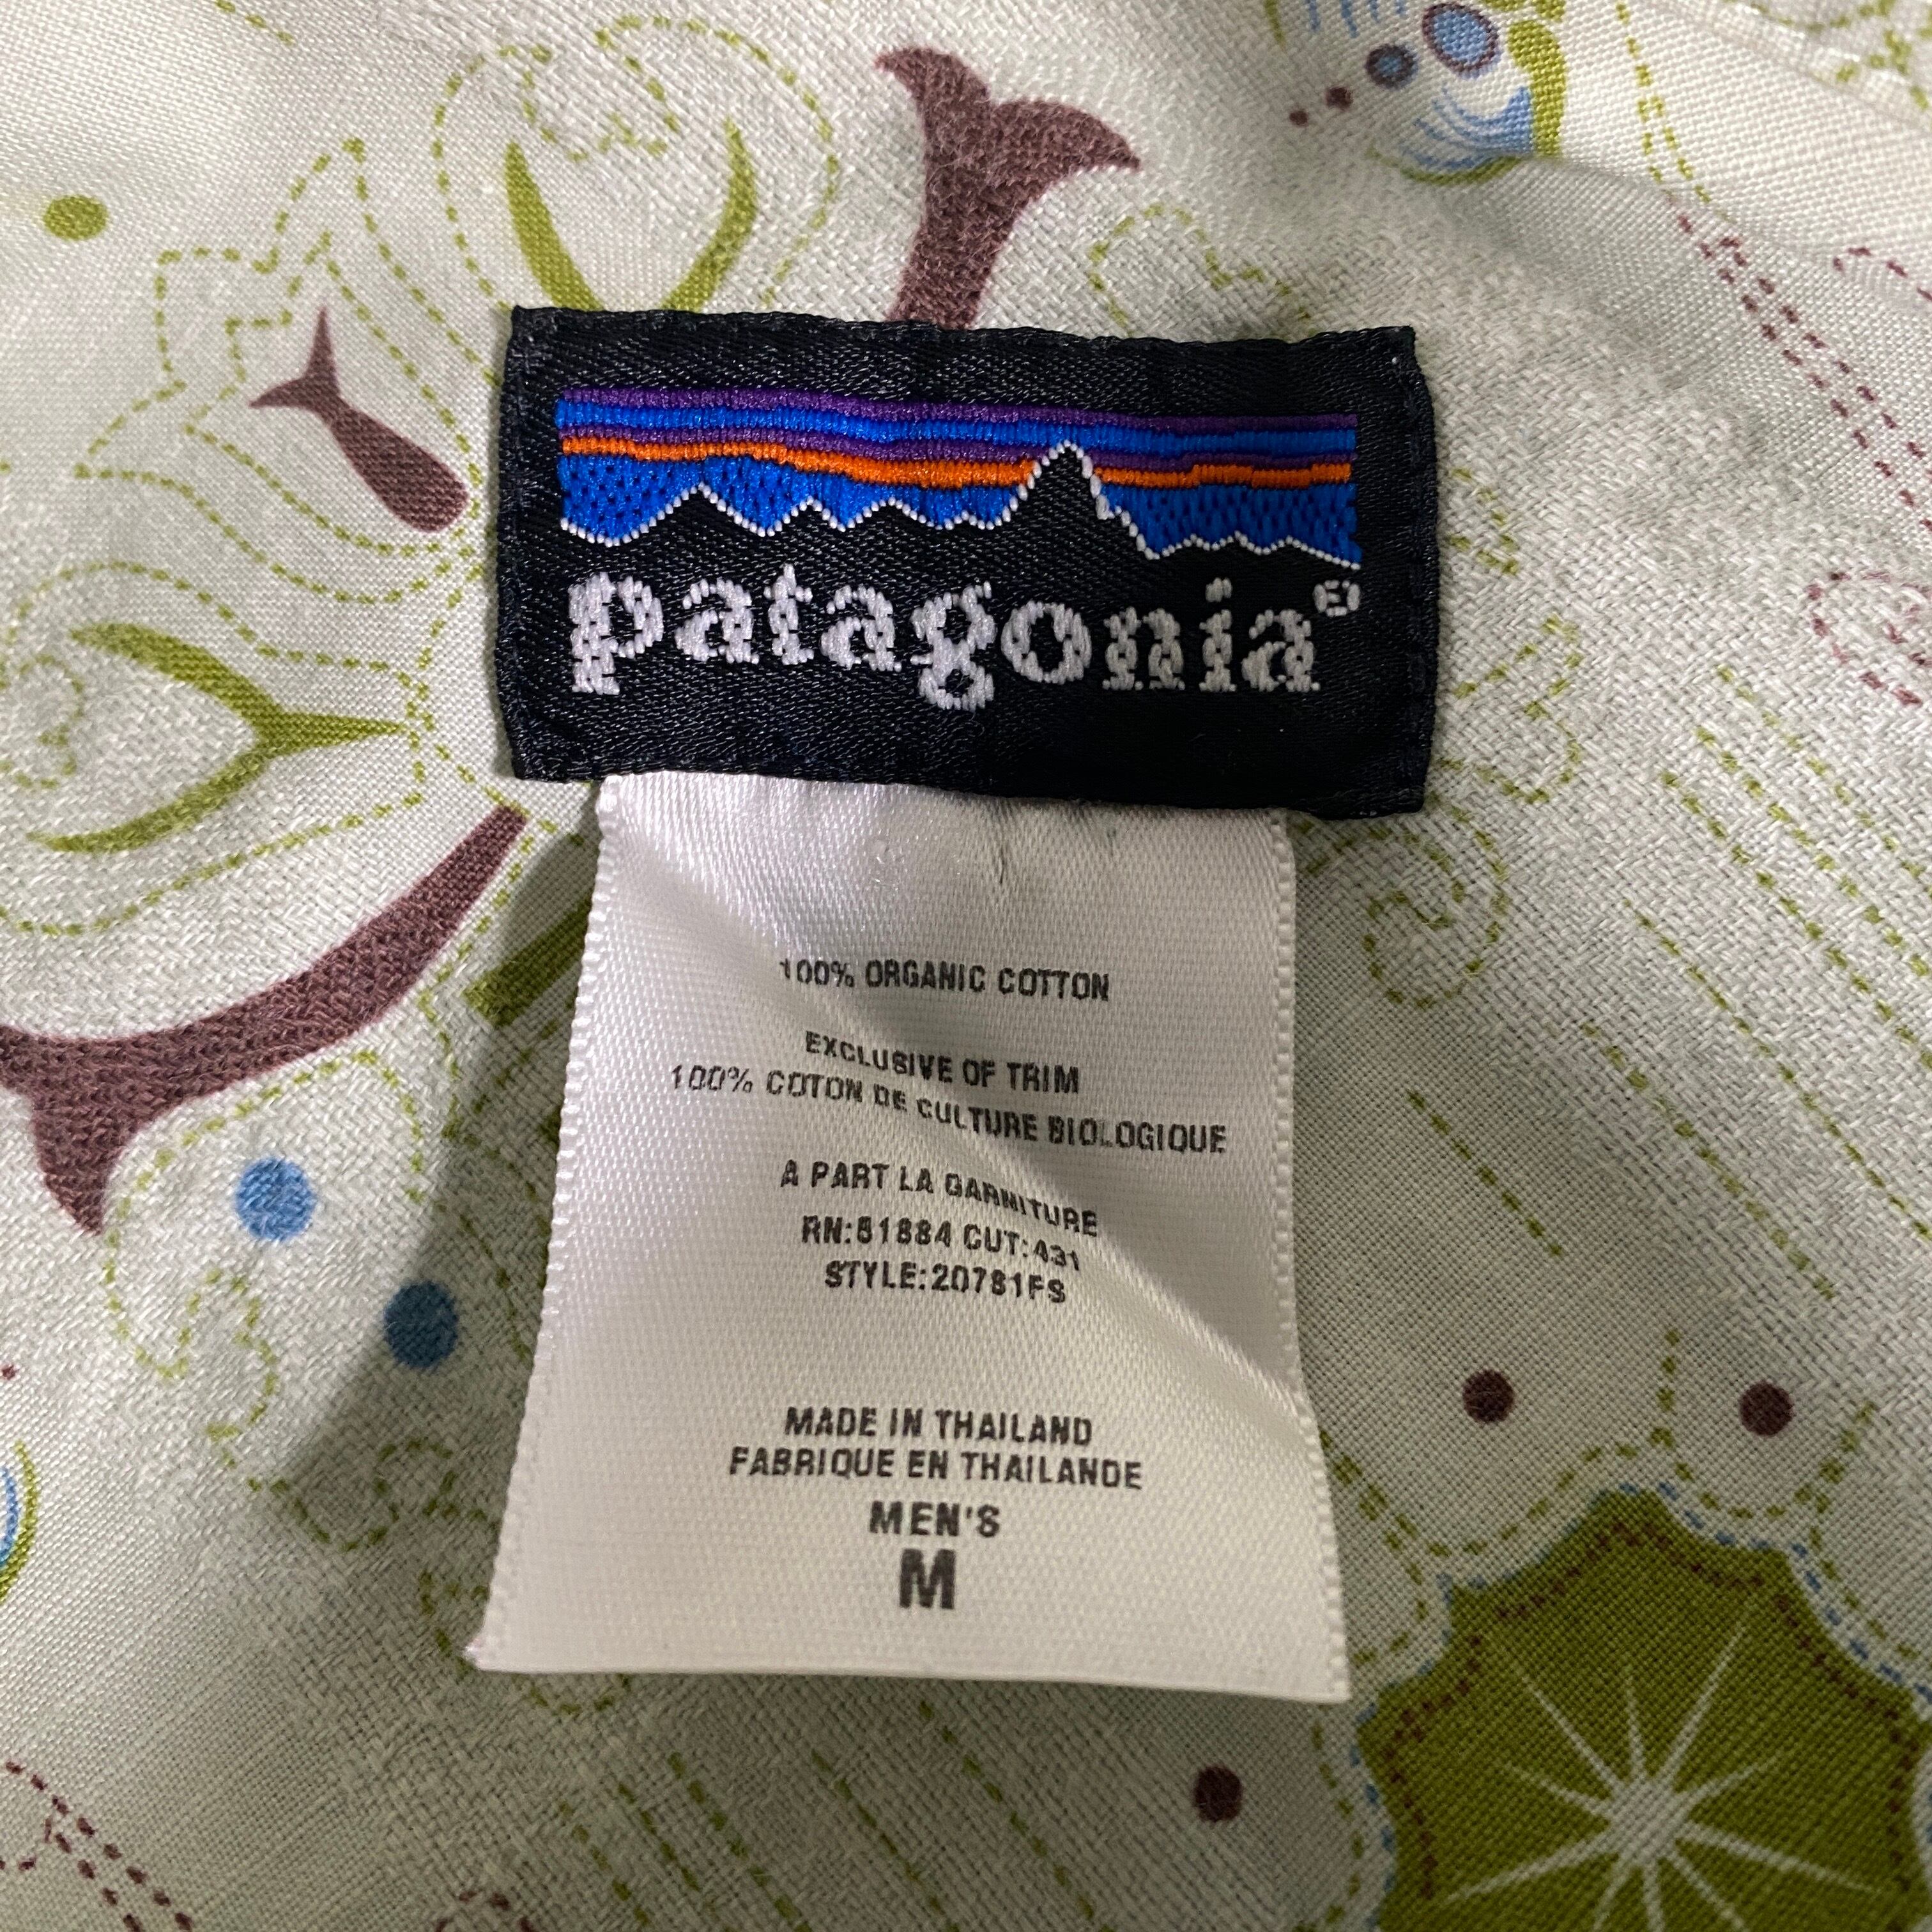 patagonia®
100% ORGANIC COTTON
EXCLUSIVE OF TRIM
100% COTON DE CULTURE BIOLOGIQUE
A PART LA GARNITURE
RN:51884 CUT:431
STYLE:20781FS
MADE IN THAILAND
FABRIQUE EN THAILANDE
MEN'S
M